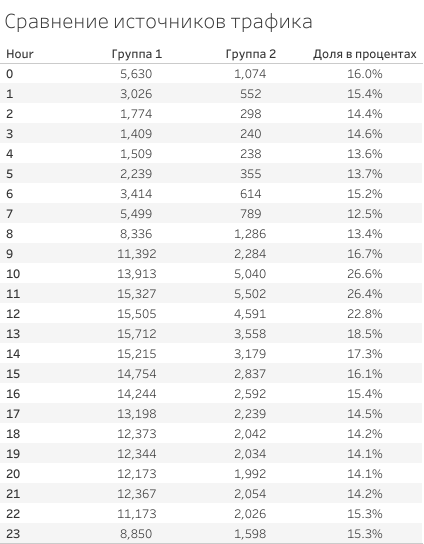 Сравнение источников трафика
Hour Группа 1 Группа 2 Доля в процентах
0 5,630 1,074 16.0%
1 3,026 552 15.4%
2 1,774 298 14.4%
3 1,409 240 14.6%
4 1,509 238 13.6%
5 2,239 355 13.7%
6 3,414 614 15.2%
7 5,499 789 12.5%
8 8,336 1,286 13.4%
9 11,392 2,284 16.7%
10 13,913 5,040 26.6%
11 15,327 5,502 26.4%
12 15,505 4,591 22.8%
13 15,712 3,558 18.5%
14 15,215 3,179 17.3%
15 14,754 2,837 16.1%
16 14,244 2,592 15.4%
17 13,198 2,239 14.5%
18 12,373 2,042 14.2%
19 12,344 2,034 14.1%
20 12,173 1,992 14.1%
21 12,367 2,054 14.2%
22 11,173 2,026 15.3%
23 8,850 1,598 15.3%